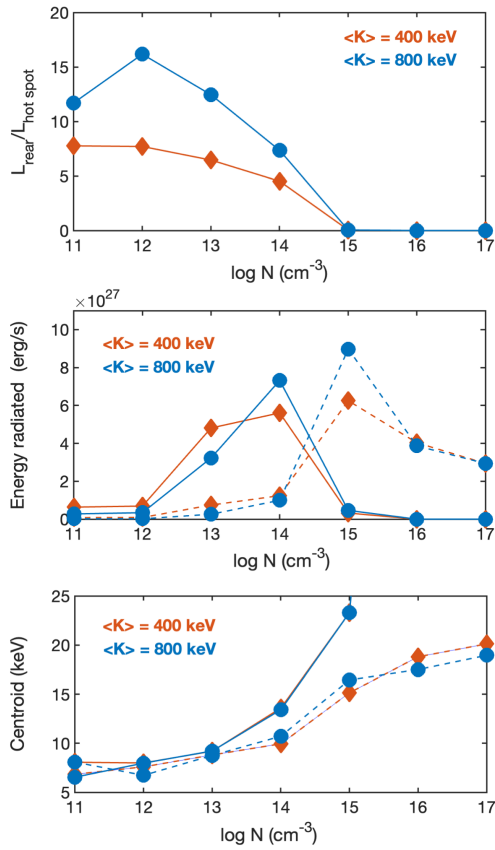 20
15
10
5
0
L_rear/L_hot spot
<K> = 400 keV
<K> = 800 keV
11 12 13 14 15 16 17
log N (cm^-3)
×10^27
10
8
6
4
2
0
Energy radiated (erg/s)
<K> = 400 keV
<K> = 800 keV
11 12 13 14 15 16 17
log N (cm^-3)
25
20
15
10
5
Centroid (keV)
<K> = 400 keV
<K> = 800 keV
11 12 13 14 15 16 17
log N (cm^-3)